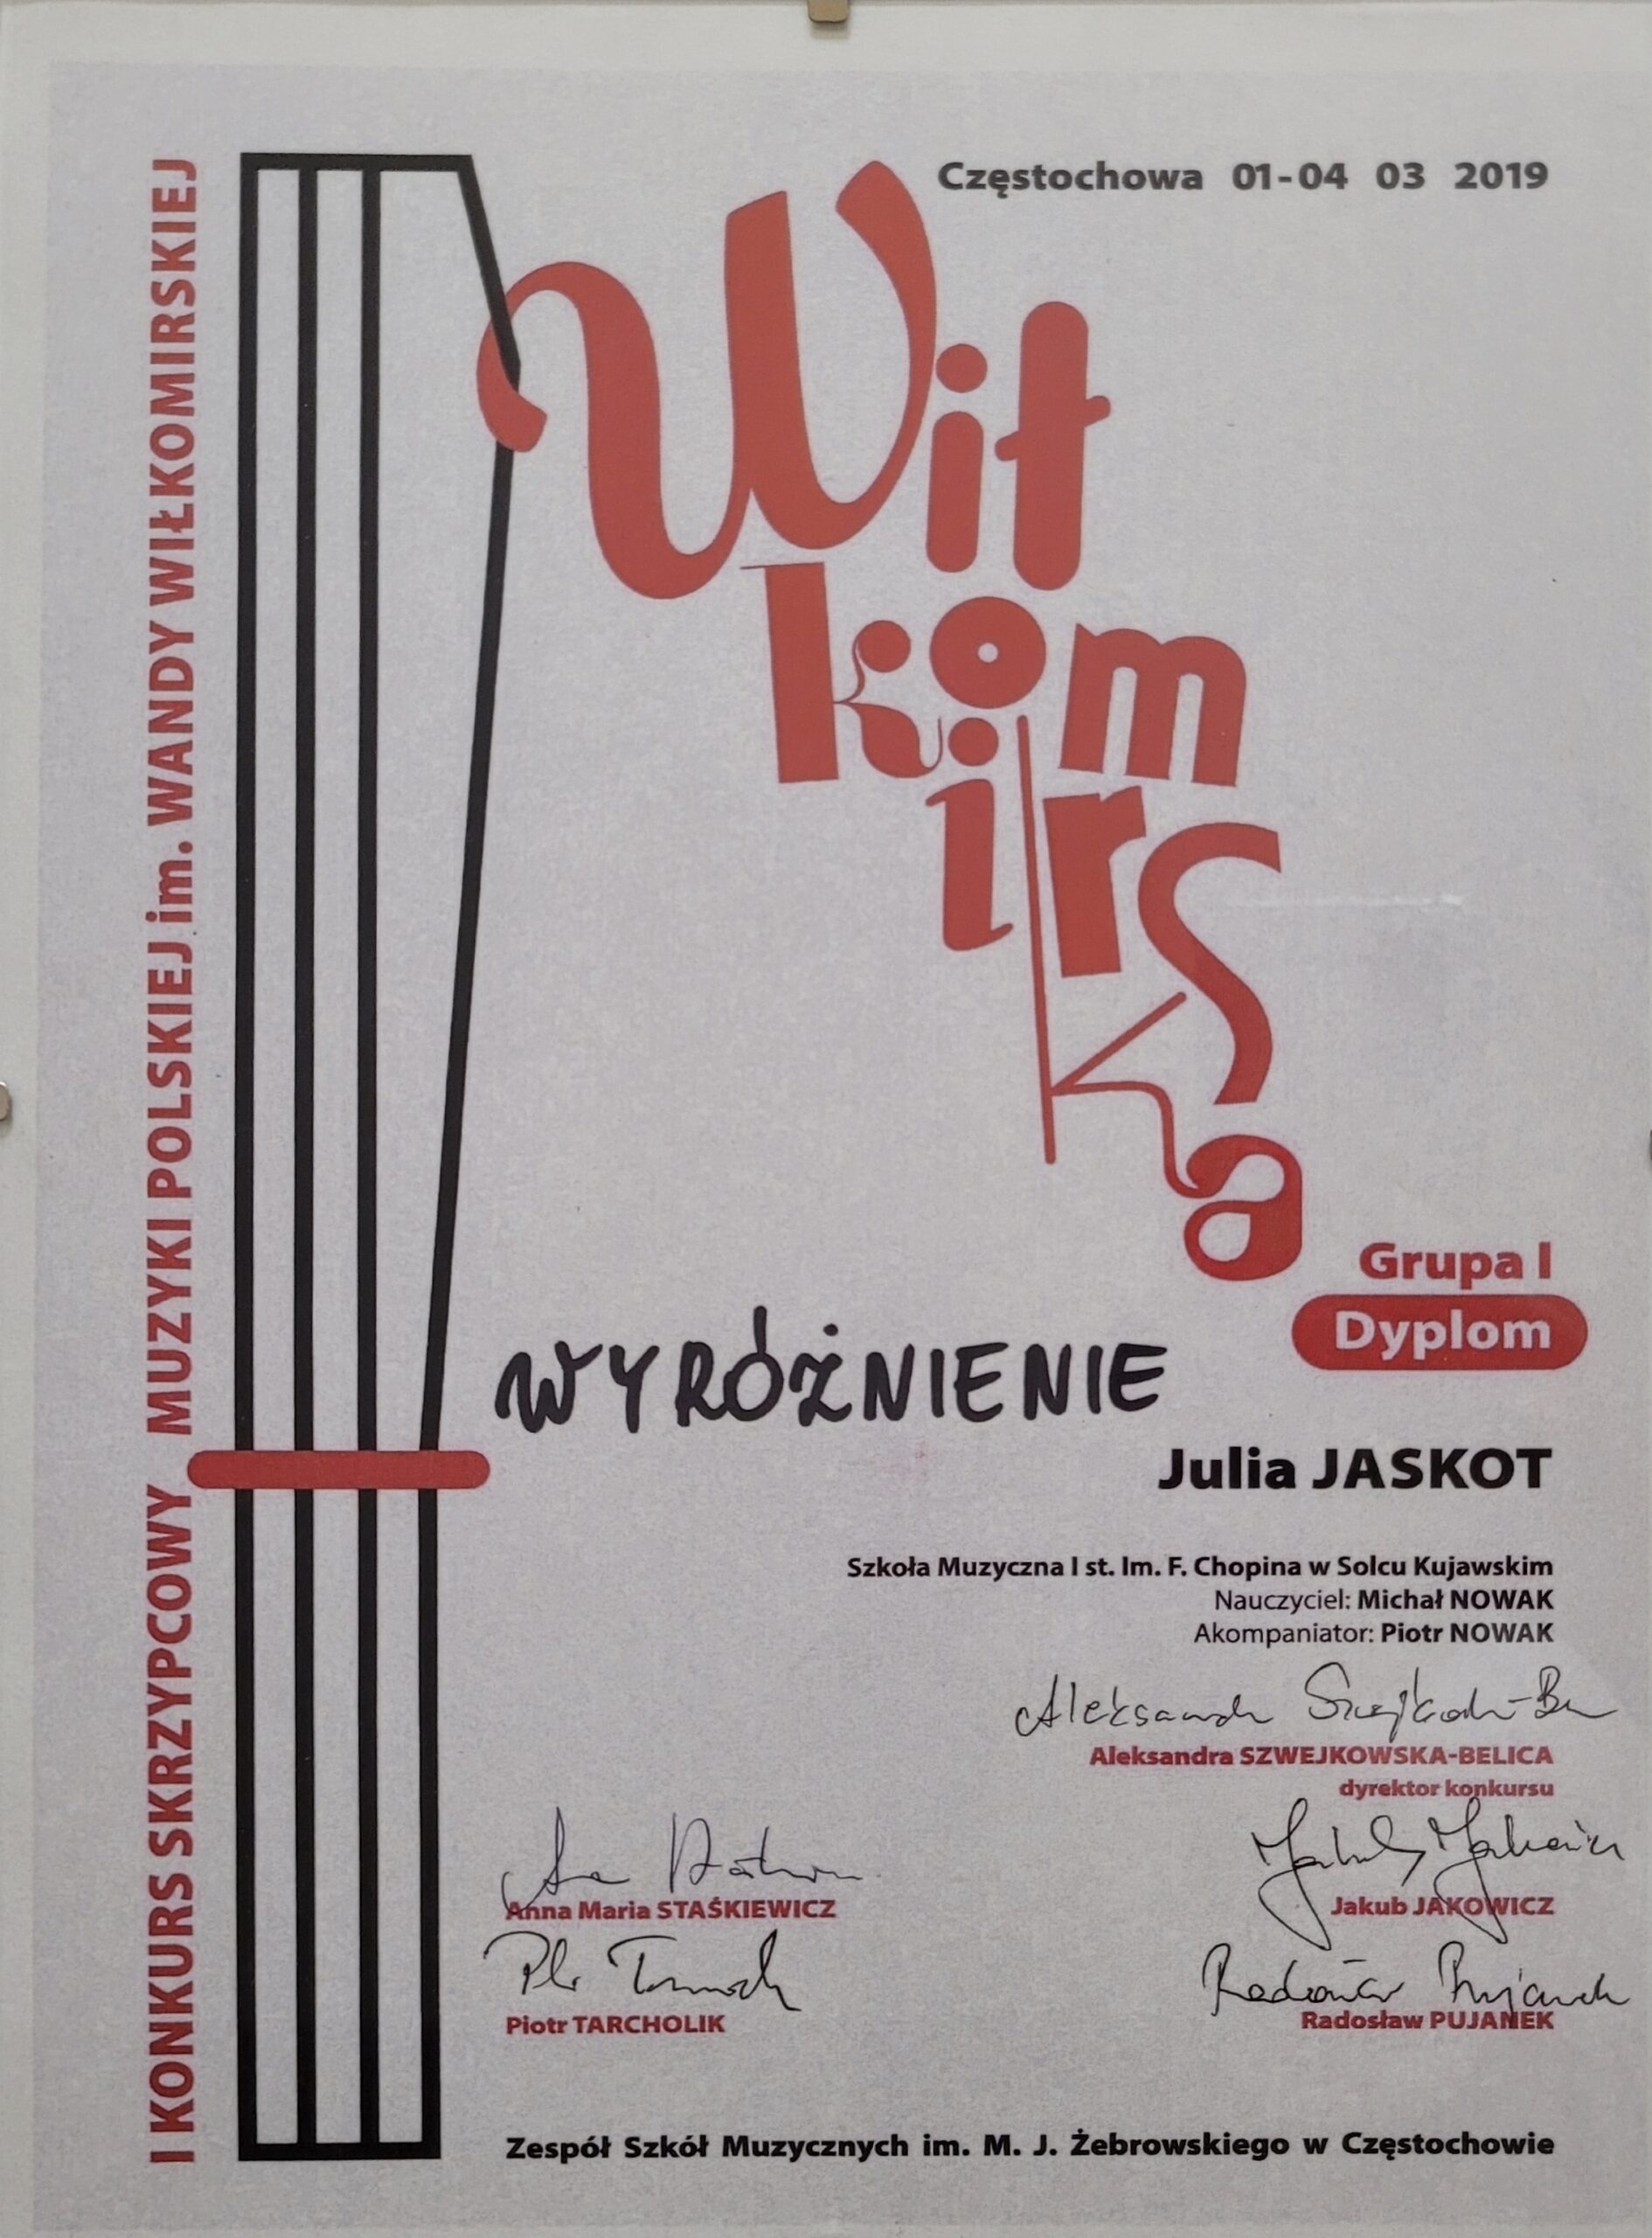 I KONKURS SKRZYPCOWY MUZYKI POLSKIEJ im. WANDY WIŁKOMIRSKIEJ
Częstochowa 01-04 03 2019
Wił
kom
irs
ka
Grupa I
Dyplom
WYRÓŻNIENIE
Julia JASKOT
Szkoła Muzyczna I st. Im. F. Chopina w Solcu Kujawskim
Nauczyciel: Michał NOWAK
Akompaniator: Piotr NOWAK
Aleksandra SZWEJKOWSKA-BELICA
dyrektor konkursu
Anna Maria STAŚKIEWICZ
Jakub JAKOWICZ
Piotr TARCHOLIK
Radosław PUJANEK
Zespół Szkół Muzycznych im. M. J. Żebrowskiego w Częstochowie